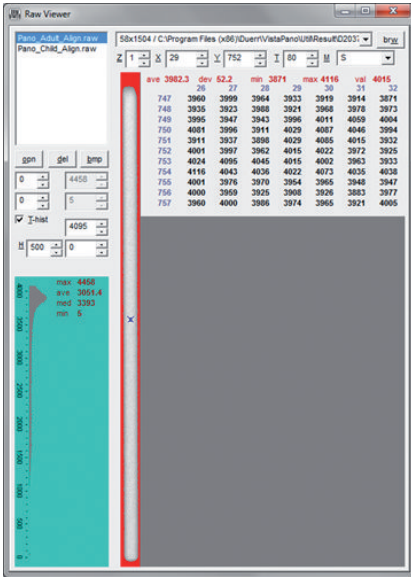 Raw Viewer
Pano_Adult_Align.raw
Pano_Child_Align.raw
58x1504 / C:\Program Files (x86)\Duerr\VistaPano\Util\Result\D203 brw
Z 1 X 29 Y 752 I 80 M S
ave 3982.3 dev 52.2 min 3871 max 4116 val 4015
26 27 28 29 30 31 32
747 3960 3999 3964 3933 3919 3914 3871
748 3935 3923 3988 3921 3968 3978 3973
749 3995 3947 3943 3996 4011 4059 4004
750 4081 3996 3911 4029 4087 4046 3994
751 3911 3937 3898 4029 4085 4015 3932
752 4001 3997 3962 4015 4022 3972 3925
753 4024 4095 4045 4015 4002 3963 3933
754 4116 4043 4036 4022 4073 4035 4038
755 4001 3976 3970 3954 3965 3948 3947
756 4000 3959 3925 3908 3926 3883 3977
757 3960 4000 3986 3974 3965 3921 4005
opn del bmp
0 4458
0 5
T-hist 4095
H 500 0
max 4458
ave 3051.4
med 3393
min 5
4000
3500
3000
2500
2000
1500
1000
500
0